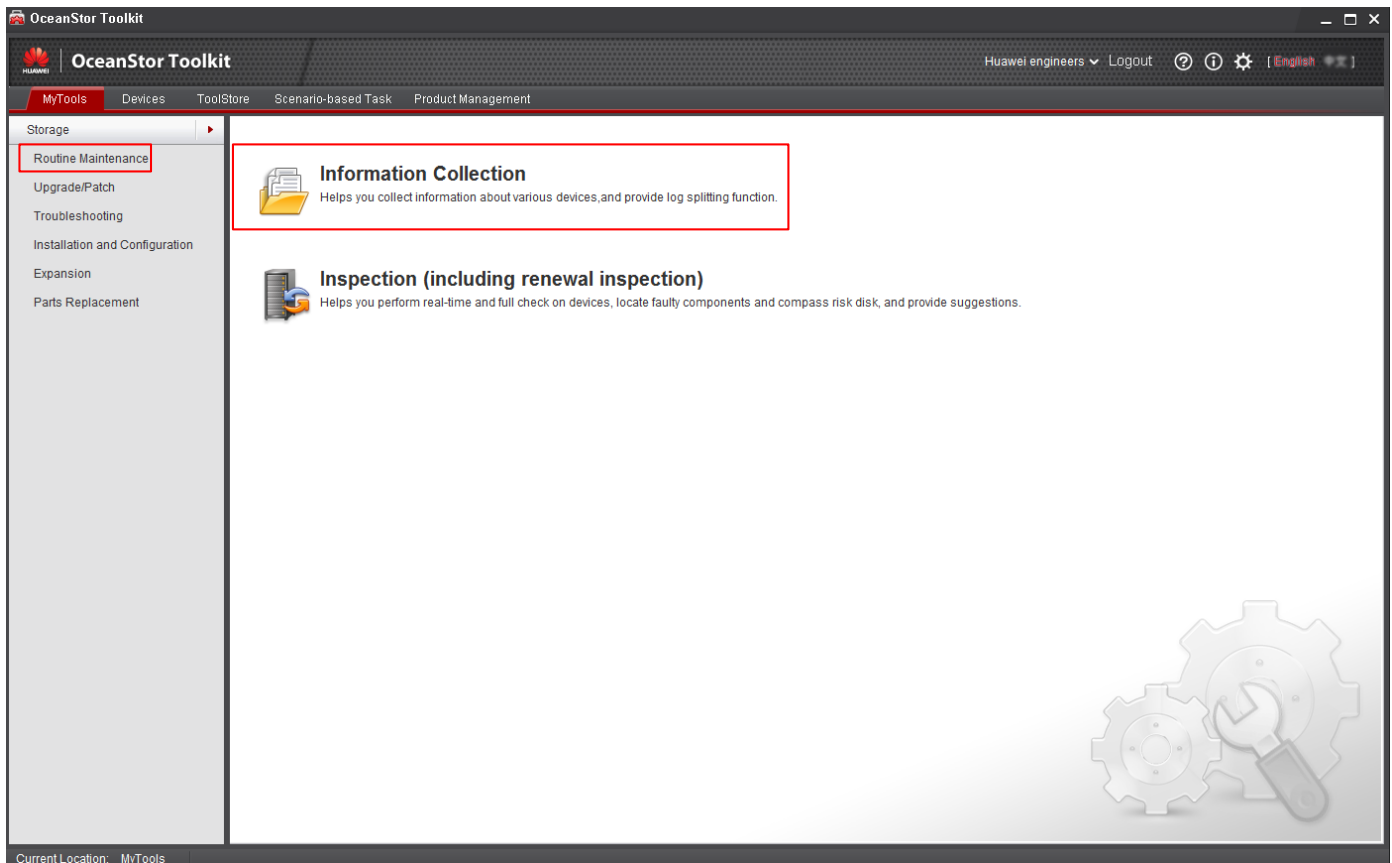 OceanStor Toolkit
HUAWEI
OceanStor Toolkit
Huawei engineers
Logout
[ English 中文 ]
MyTools
Devices
ToolStore
Scenario-based Task
Product Management
Storage
Routine Maintenance
Upgrade/Patch
Troubleshooting
Installation and Configuration
Expansion
Parts Replacement
Information Collection
Helps you collect information about various devices,and provide log splitting function.
Inspection (including renewal inspection)
Helps you perform real-time and full check on devices, locate faulty components and compass risk disk, and provide suggestions.
Current Location: MyTools